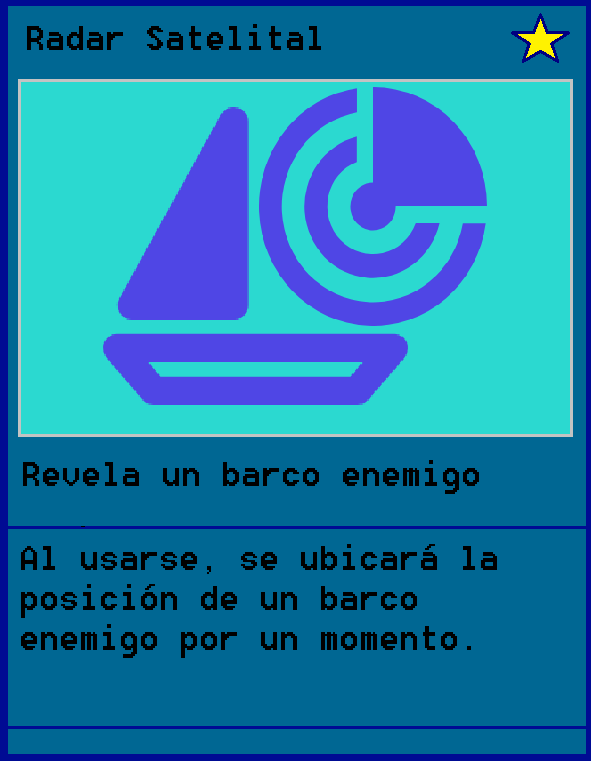 Radar Satelital
Revela un barco enemigo
Al usarse, se ubicará la
posición de un barco
enemigo por un momento.